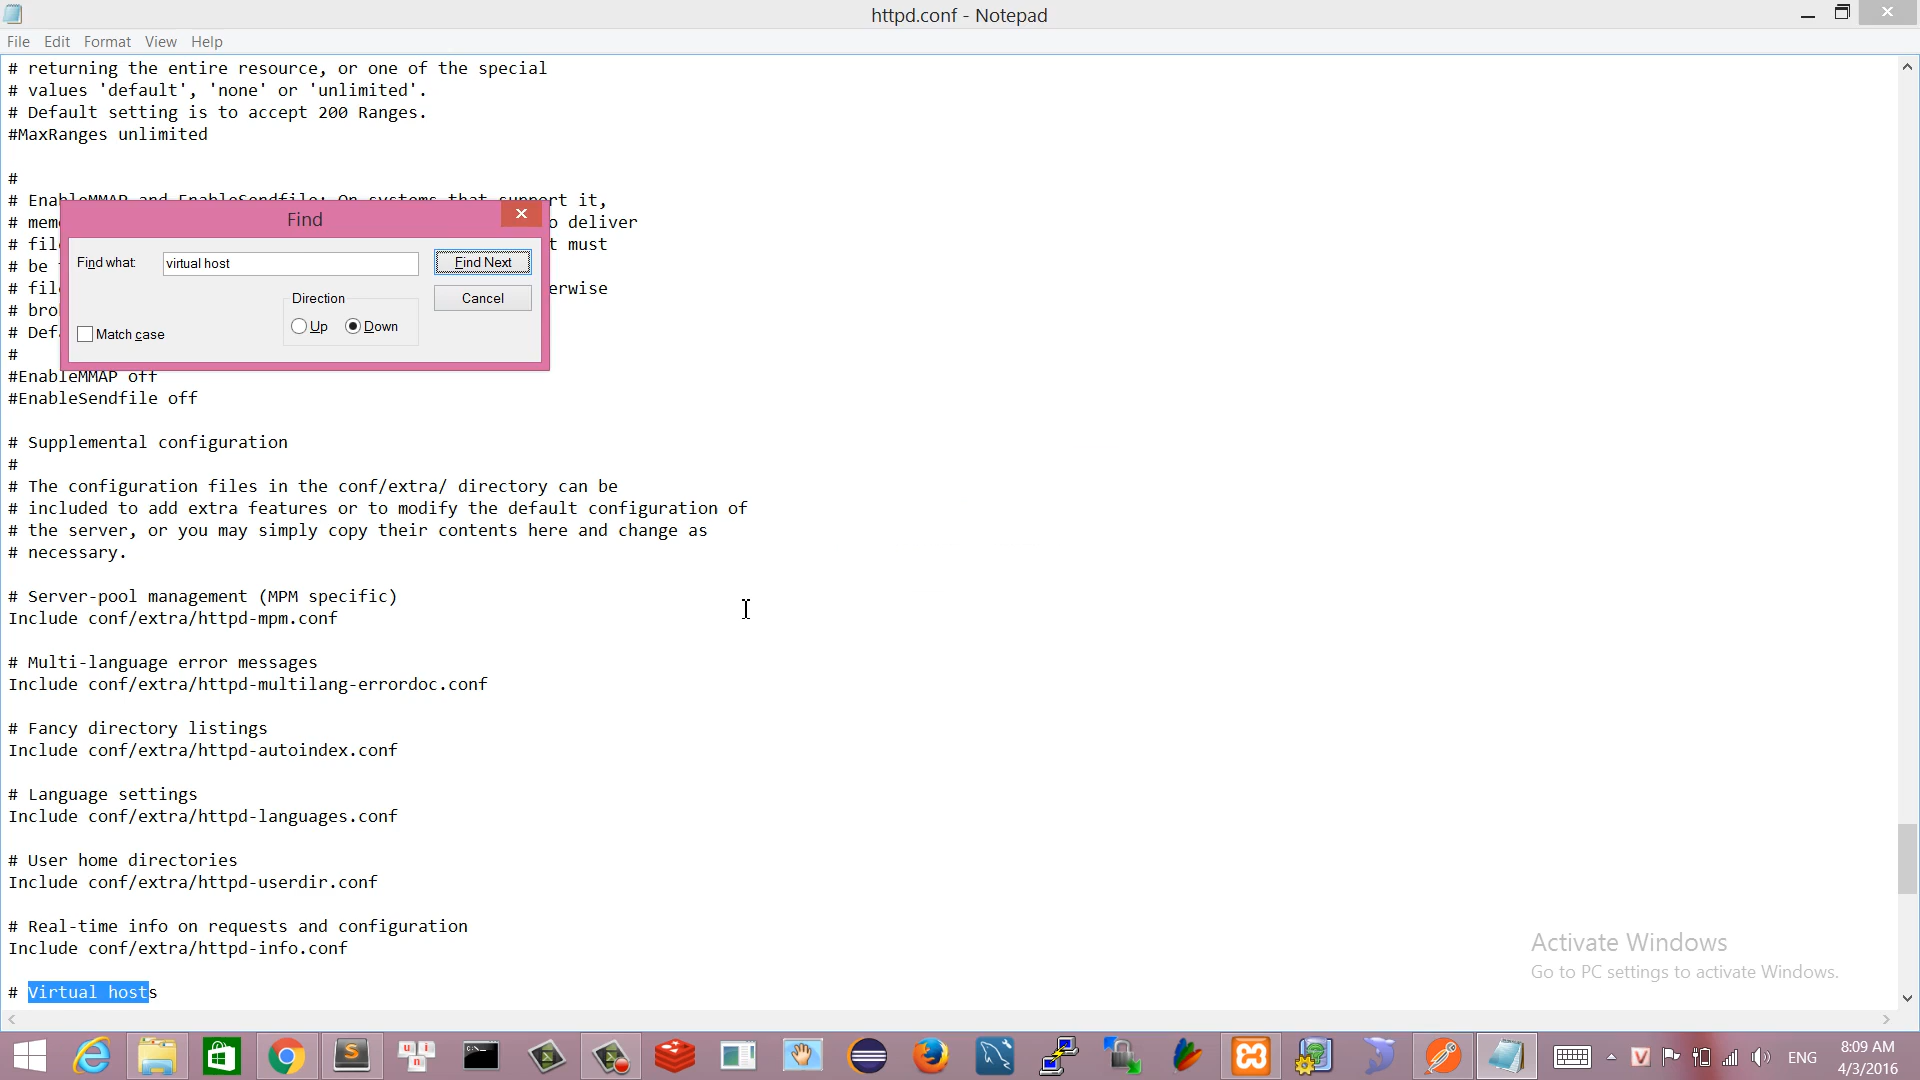 httpd.conf - Notepad
File Edit Format View Help
# returning the entire resource, or one of the special
# values 'default', 'none' or 'unlimited'.
# Default setting is to accept 200 Ranges.
#MaxRanges unlimited
#
# EnableMMAP and EnableSendfile: On systems that support it,
# mem o deliver
# fil t must
# be
# fil erwise
# bro
# Def
#
#EnableMMAP off
#EnableSendfile off
Find
Find what:
virtual host
Find Next
Direction
Cancel
Up
Down
Match case
# Supplemental configuration
#
# The configuration files in the conf/extra/ directory can be
# included to add extra features or to modify the default configuration of
# the server, or you may simply copy their contents here and change as
# necessary.
# Server-pool management (MPM specific)
Include conf/extra/httpd-mpm.conf
# Multi-language error messages
Include conf/extra/httpd-multilang-errordoc.conf
# Fancy directory listings
Include conf/extra/httpd-autoindex.conf
# Language settings
Include conf/extra/httpd-languages.conf
# User home directories
Include conf/extra/httpd-userdir.conf
# Real-time info on requests and configuration
Include conf/extra/httpd-info.conf
# Virtual hosts
Activate Windows
Go to PC settings to activate Windows.
ENG
8:09 AM
4/3/2016